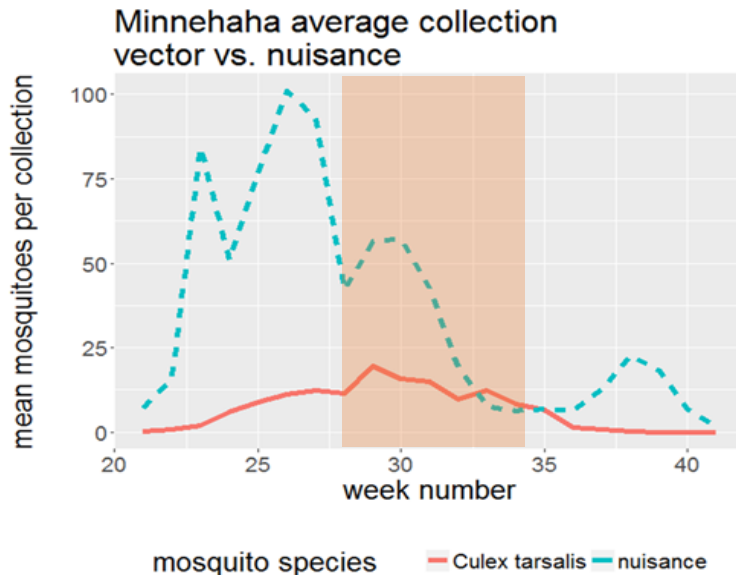 Minnehaha average collection
vector vs. nuisance
mean mosquitoes per collection
100
75
50
25
0
20
25
30
35
40
week number
mosquito species
Culex tarsalis
nuisance